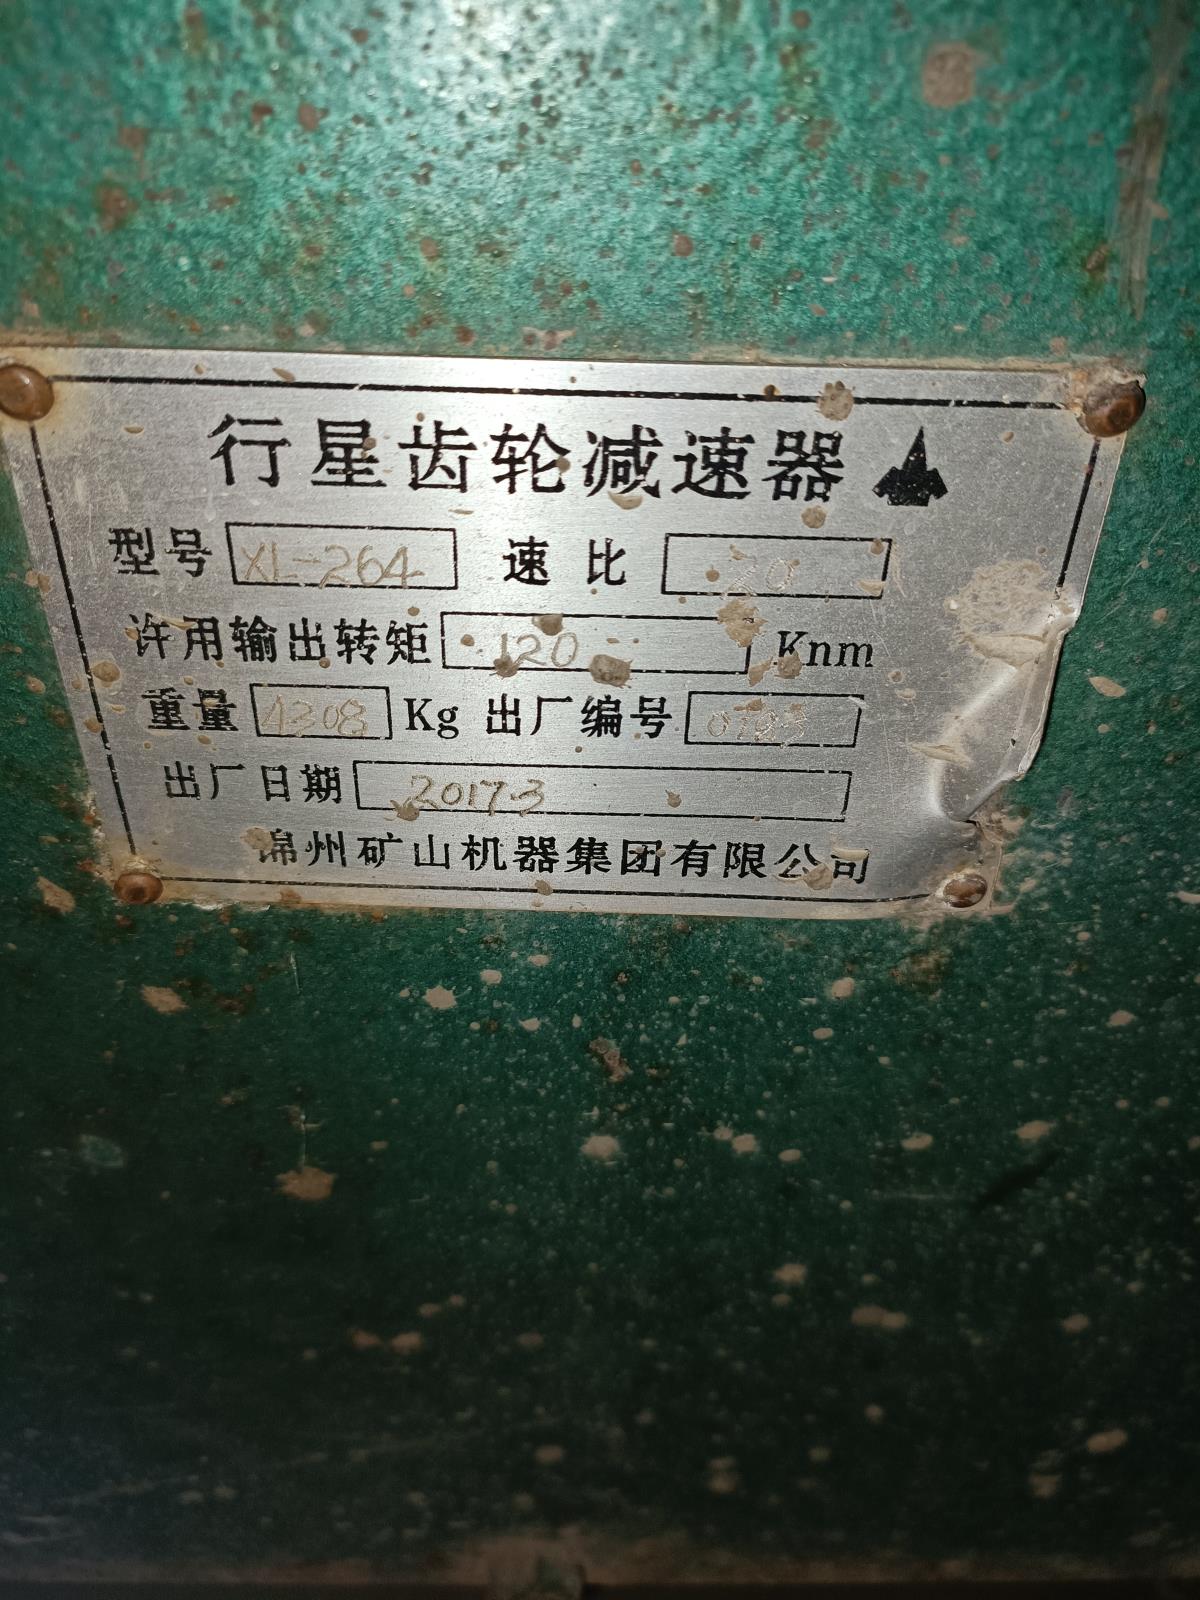 行星齿轮减速器
型号 XL-264 速比 20
许用输出转矩 120 Knm
重量 4308 Kg 出厂编号
出厂日期 2017.3
锦州矿山机器集团有限公司